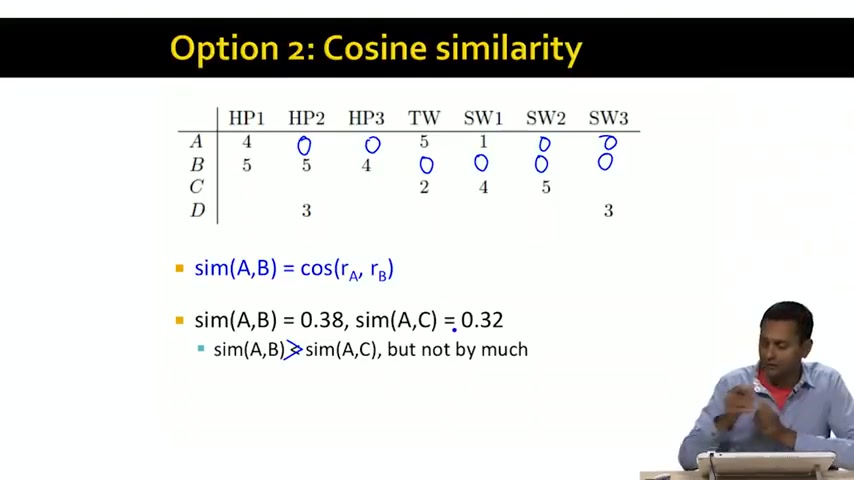 Option 2: Cosine similarity
HP1 HP2 HP3 TW SW1 SW2 SW3
A 4 0 0 5 1 0 0
B 5 5 4 0 0 0 0
C 2 4 5
D 3 3
sim(A,B) = cos(rA, rB)
sim(A,B) = 0.38, sim(A,C) = 0.32
sim(A,B) > sim(A,C), but not by much